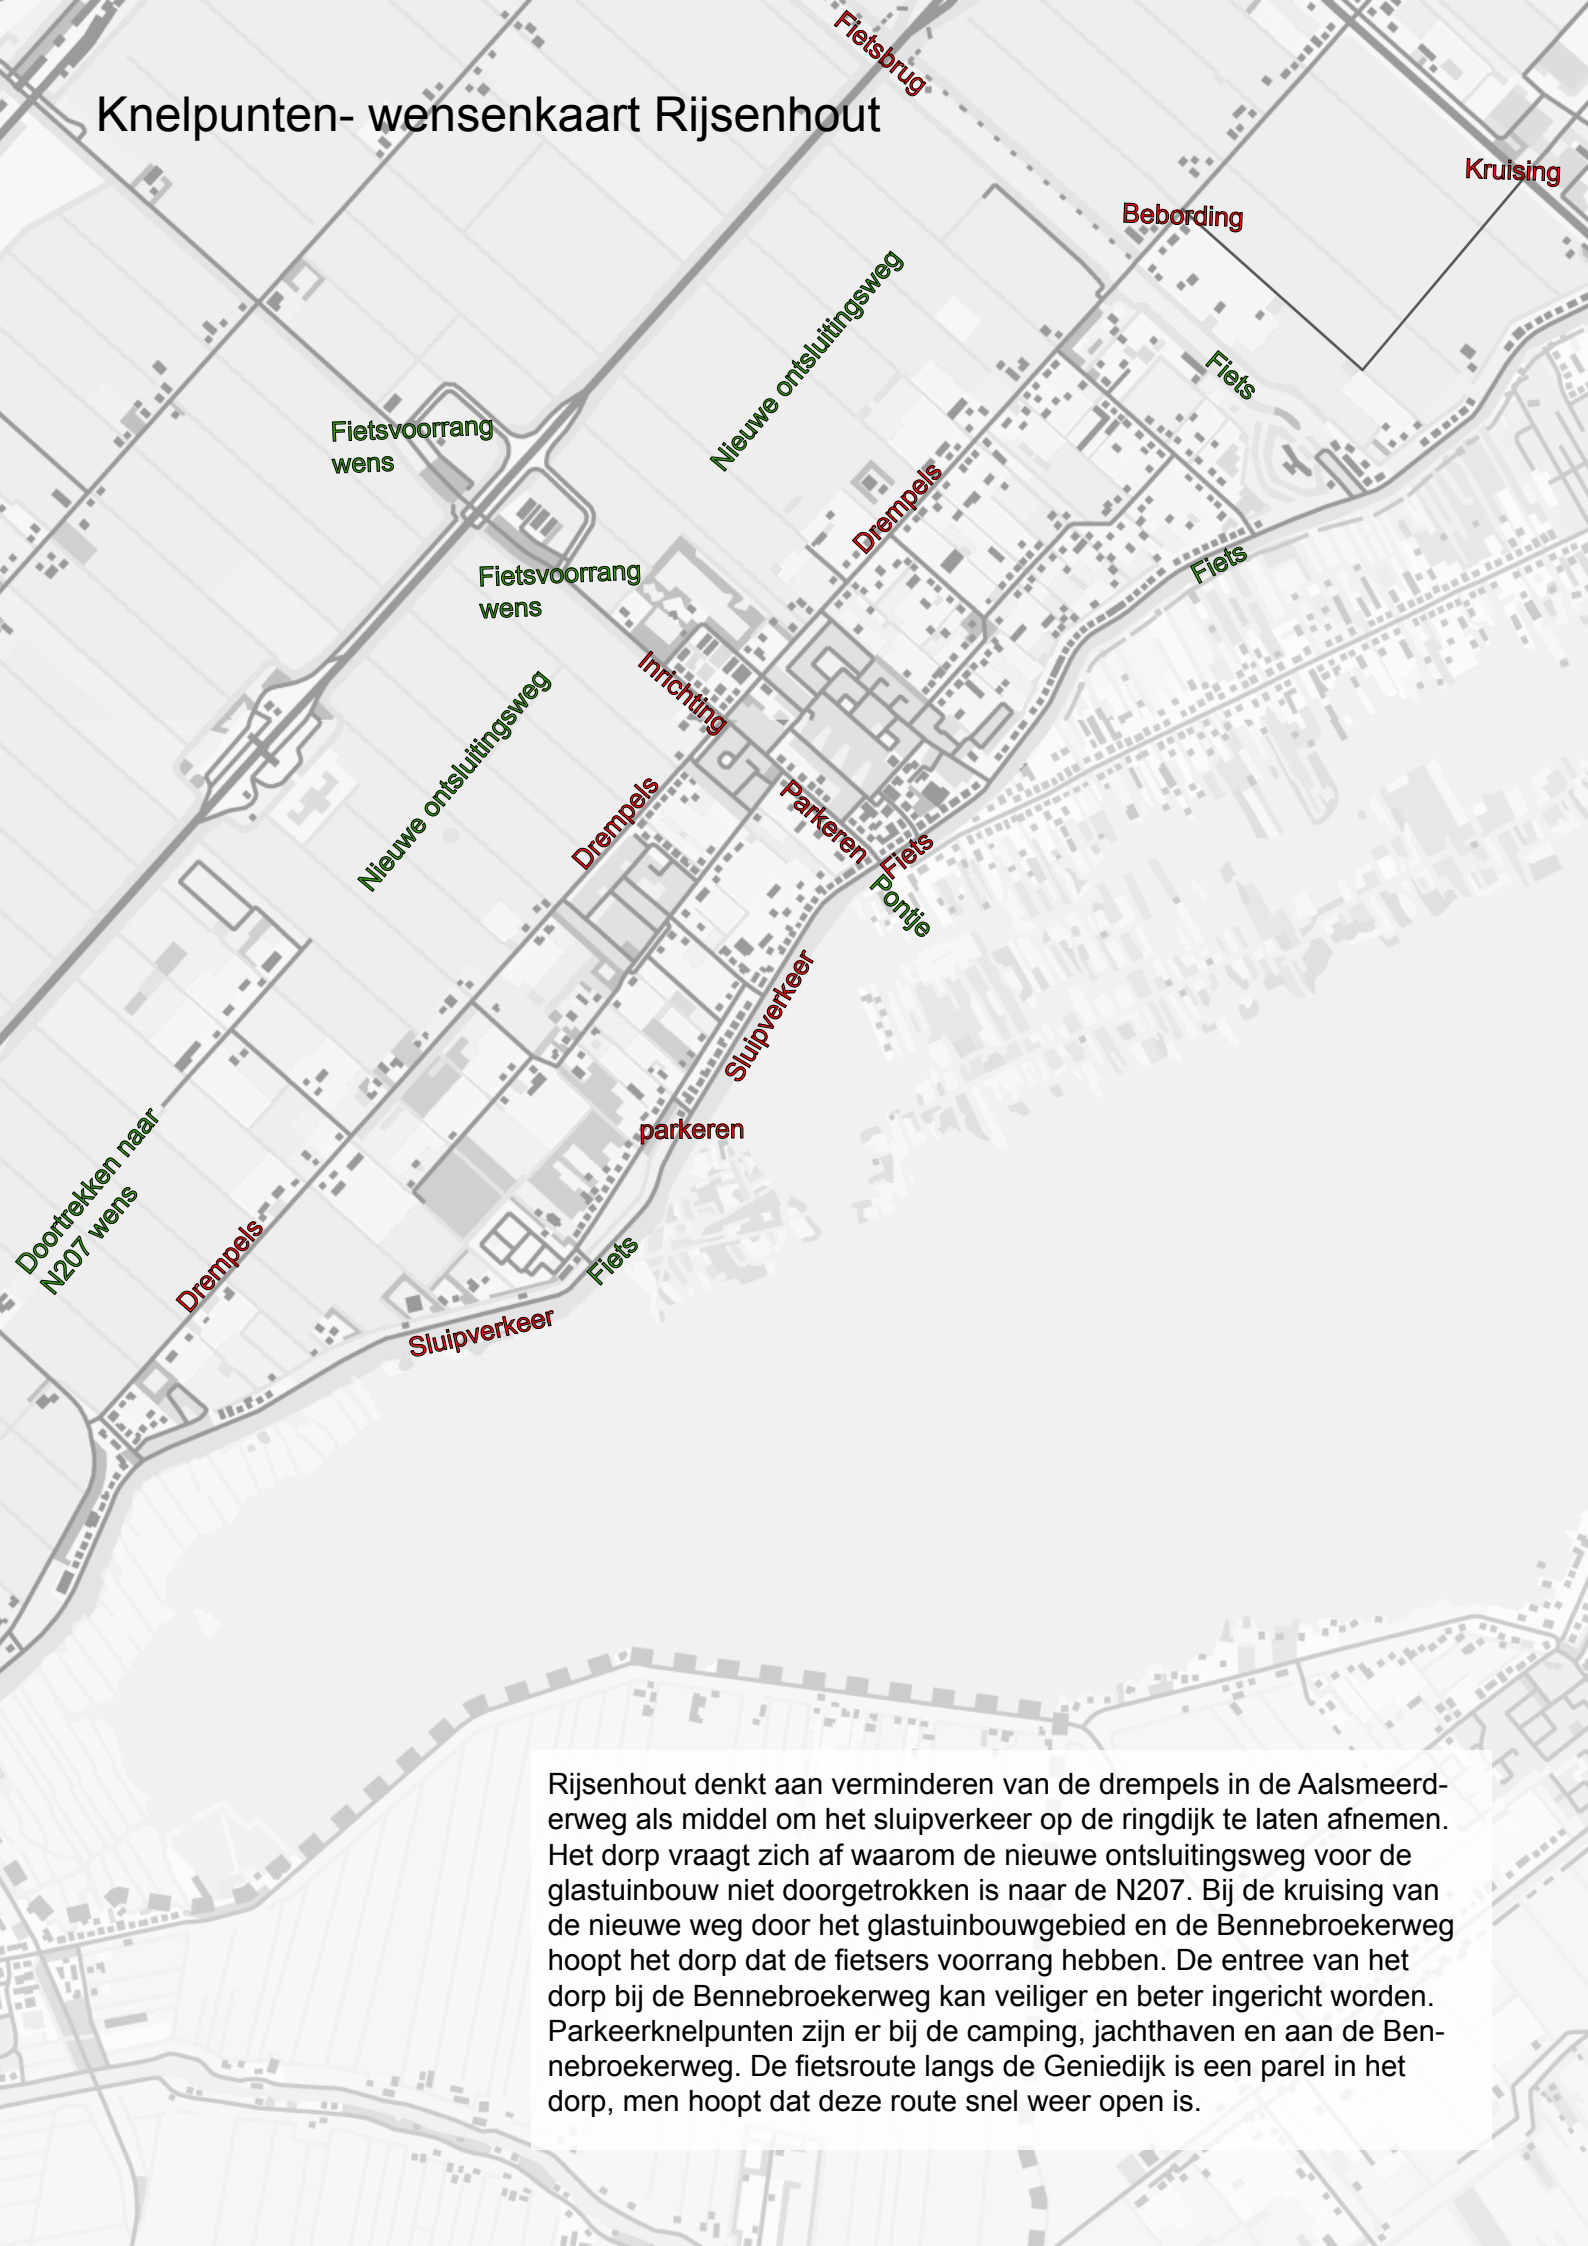 Fietsbrug
Knelpunten- wensenkaart Rijsenhout
Kruising
Bebording
Nieuwe ontsluitingsweg
Fiets
Fietsvoorrang
wens
Drempels
Fiets
Fietsvoorrang
wens
Inrichting
Nieuwe ontsluitingsweg
Drempels
Parkeren
Fiets
Pontje
Sluipverkeer
parkeren
Doortrekken naar
N207 wens
Drempels
Fiets
Sluipverkeer
Rijsenhout denkt aan verminderen van de drempels in de Aalsmeerd-
erweg als middel om het sluipverkeer op de ringdijk te laten afnemen.
Het dorp vraagt zich af waarom de nieuwe ontsluitingsweg voor de
glastuinbouw niet doorgetrokken is naar de N207. Bij de kruising van
de nieuwe weg door het glastuinbouwgebied en de Bennebroekerweg
hoopt het dorp dat de fietsers voorrang hebben. De entree van het
dorp bij de Bennebroekerweg kan veiliger en beter ingericht worden.
Parkeerknelpunten zijn er bij de camping, jachthaven en aan de Ben-
nebroekerweg. De fietsroute langs de Geniedijk is een parel in het
dorp, men hoopt dat deze route snel weer open is.